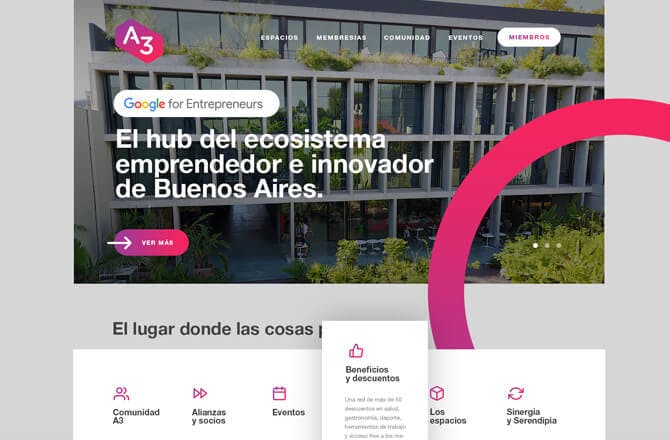 A3
ESPACIOS
MEMBRESIAS
COMUNIDAD
EVENTOS
MIEMBROS
Google for Entrepreneurs
El hub del ecosistema
emprendedor e innovador
de Buenos Aires.
VER MÁS
El lugar donde las cosas
Comunidad
A3
Alianzas
y socios
Eventos
Beneficios
y descuentos
Una red de más de 50
descuentos en salud,
gastronomía, deporte,
herramientas de trabajo
y acceso free a los me-
Los
espacios
Sinergia
y Serendipia